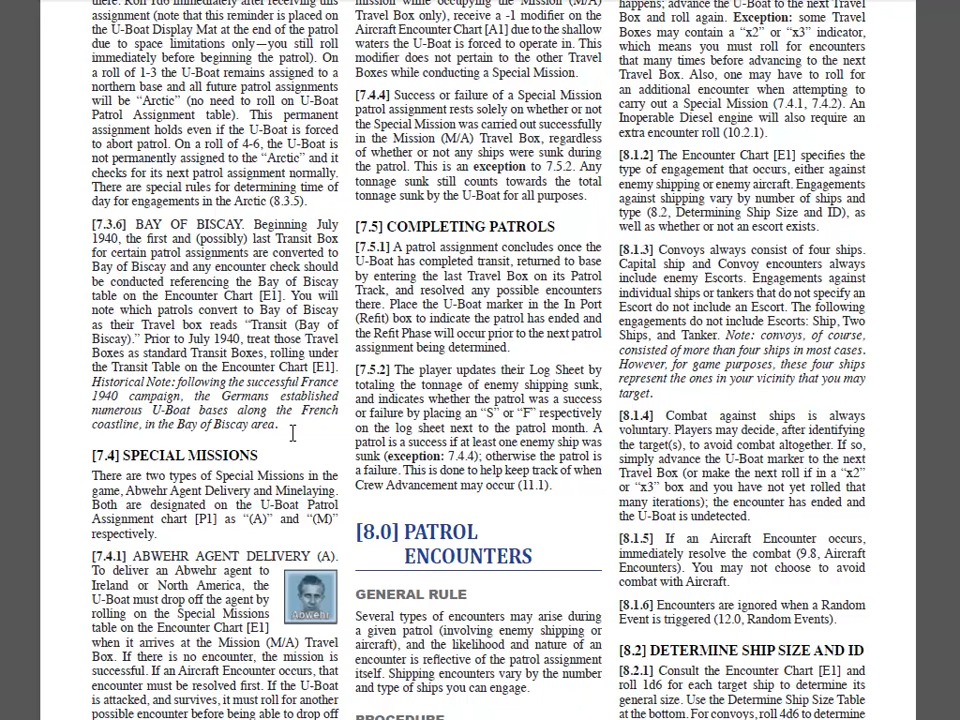 there. Roll 1d6 immediately after receiving this
assignment (note that this reminder is placed on
the U-Boat Display Mat at the end of the patrol
due to space limitations only—you still roll
immediately before beginning the patrol). On
a roll of 1-3 the U-Boat remains assigned to a
northern base and all future patrol assignments
will be “Arctic” (no need to roll on U-Boat
Patrol Assignment table). This permanent
assignment holds even if the U-Boat is forced
to abort patrol. On a roll of 4-6, the U-Boat is
not permanently assigned to the “Arctic” and it
checks for its next patrol assignment normally.
There are special rules for determining time of
day for engagements in the Arctic (8.3.5).
[7.3.6] BAY OF BISCAY. Beginning July
1940, the first and (possibly) last Transit Box
for certain patrol assignments are converted to
Bay of Biscay and any encounter check should
be conducted referencing the Bay of Biscay
table on the Encounter Chart [E1]. You will
note which patrols convert to Bay of Biscay
as their Travel box reads “Transit (Bay of
Biscay).” Prior to July 1940, treat those Travel
Boxes as standard Transit Boxes, rolling under
the Transit Table on the Encounter Chart [E1].
Historical Note: following the successful France
1940 campaign, the Germans established
numerous U-Boat bases along the French
coastline, in the Bay of Biscay area.
[7.4] SPECIAL MISSIONS
There are two types of Special Missions in the
game, Abwehr Agent Delivery and Minelaying.
Both are designated on the U-Boat Patrol
Assignment chart [P1] as “(A)” and “(M)”
respectively.
[7.4.1] ABWEHR AGENT DELIVERY (A).
To deliver an Abwehr agent to
Ireland or North America, the
U-Boat must drop off the agent by
rolling on the Special Missions
table on the Encounter Chart [E1]
Abwehr
when it arrives at the Mission (M/A) Travel
Box. If there is no encounter, the mission is
successful. If an Aircraft Encounter occurs, that
encounter must be resolved first. If the U-Boat
is attacked, and survives, it must roll for another
possible encounter before being able to drop off
mission while occupying the Mission (M/A)
Travel Box only), receive a -1 modifier on the
Aircraft Encounter Chart [A1] due to the shallow
waters the U-Boat is forced to operate in. This
modifier does not pertain to the other Travel
Boxes while conducting a Special Mission.
[7.4.4] Success or failure of a Special Mission
patrol assignment rests solely on whether or not
the Special Mission was carried out successfully
in the Mission (M/A) Travel Box, regardless
of whether or not any ships were sunk during
the patrol. This is an exception to 7.5.2. Any
tonnage sunk still counts towards the total
tonnage sunk by the U-Boat for all purposes.
[7.5] COMPLETING PATROLS
[7.5.1] A patrol assignment concludes once the
U-Boat has completed transit, returned to base
by entering the last Travel Box on its Patrol
Track, and resolved any possible encounters
there. Place the U-Boat marker in the In Port
(Refit) box to indicate the patrol has ended and
the Refit Phase will occur prior to the next patrol
assignment being determined.
[7.5.2] The player updates their Log Sheet by
totaling the tonnage of enemy shipping sunk,
and indicates whether the patrol was a success
or failure by placing an “S” or “F” respectively
on the log sheet next to the patrol month. A
patrol is a success if at least one enemy ship was
sunk (exception: 7.4.4); otherwise the patrol is
a failure. This is done to help keep track of when
Crew Advancement may occur (11.1).
[8.0] PATROL
ENCOUNTERS
GENERAL RULE
Several types of encounters may arise during
a given patrol (involving enemy shipping or
aircraft), and the likelihood and nature of an
encounter is reflective of the patrol assignment
itself. Shipping encounters vary by the number
and type of ships you can engage.
PROCEDURE
happens; advance the U-Boat to the next Travel
Box and roll again. Exception: some Travel
Boxes may contain a “x2” or “x3” indicator,
which means you must roll for encounters
that many times before advancing to the next
Travel Box. Also, one may have to roll for
an additional encounter when attempting to
carry out a Special Mission (7.4.1, 7.4.2). An
Inoperable Diesel engine will also require an
extra encounter roll (10.2.1).
[8.1.2] The Encounter Chart [E1] specifies the
type of engagement that occurs, either against
enemy shipping or enemy aircraft. Engagements
against shipping vary by number of ships and
type (8.2, Determining Ship Size and ID), as
well as whether or not an escort exists.
[8.1.3] Convoys always consist of four ships.
Capital ship and Convoy encounters always
include enemy Escorts. Engagements against
individual ships or tankers that do not specify an
Escort do not include an Escort. The following
engagements do not include Escorts: Ship, Two
Ships, and Tanker. Note: convoys, of course,
consisted of more than four ships in most cases.
However, for game purposes, these four ships
represent the ones in your vicinity that you may
target.
[8.1.4] Combat against ships is always
voluntary. Players may decide, after identifying
the target(s), to avoid combat altogether. If so,
simply advance the U-Boat marker to the next
Travel Box (or make the next roll if in a “x2”
or “x3” box and you have not yet rolled that
many iterations); the encounter has ended and
the U-Boat is undetected.
[8.1.5] If an Aircraft Encounter occurs,
immediately resolve the combat (9.8, Aircraft
Encounters). You may not choose to avoid
combat with Aircraft.
[8.1.6] Encounters are ignored when a Random
Event is triggered (12.0, Random Events).
[8.2] DETERMINE SHIP SIZE AND ID
[8.2.1] Consult the Encounter Chart [E1] and
roll 1d6 for each target ship to determine its
general size. Use the Determine Ship Size Table
at the bottom. For convoys, roll 4d6 to determine